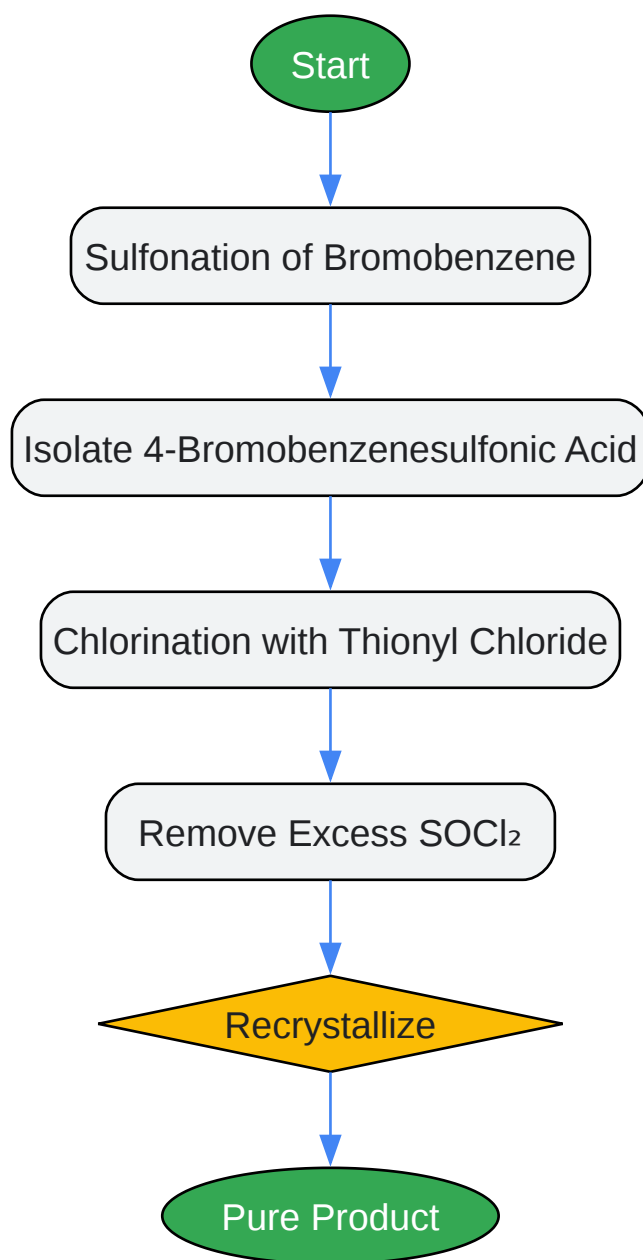 Start
Sulfonation of Bromobenzene
Isolate 4-Bromobenzenesulfonic Acid
Chlorination with Thionyl Chloride
Remove Excess SOCl₂
Recrystallize
Pure Product